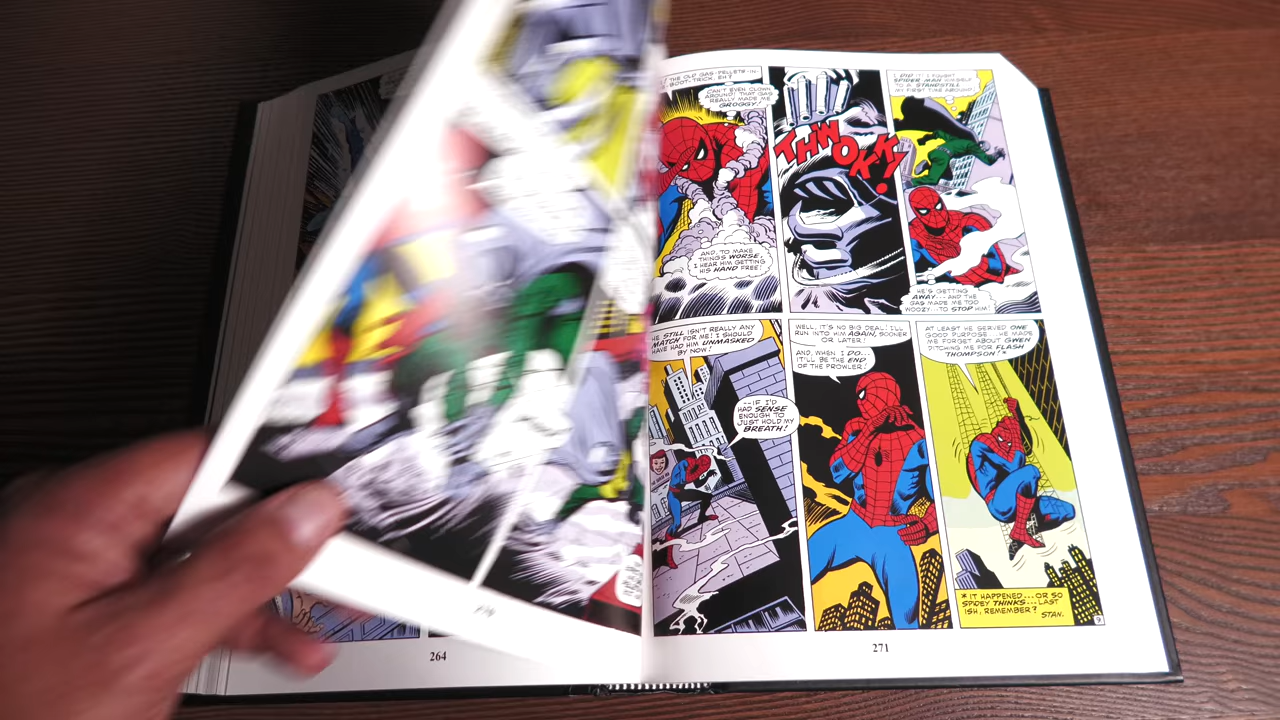 THE OLD GAS-PELLETS-IN-
BOOT-TRICK, EH?
CAN'T EVEN CLOWN
AROUND! THAT GAS
REALLY MADE ME
GROGGY!
AND, TO MAKE
THINGS WORSE,
I HEAR HIM GETTING
HIS HAND FREE!
THWOKK!
I DID IT! I FOUGHT
SPIDER-MAN HIMSELF
TO A STANDSTILL
MY FIRST TIME AROUND!
HE'S GETTING
AWAY--- AND THE
GAS MADE ME TOO
WOOZY--- TO STOP HIM!
HE STILL ISN'T REALLY ANY
MATCH FOR ME! I SHOULD
HAVE HAD HIM UNMASKED
BY NOW!
---IF I'D
HAD SENSE
ENOUGH TO
JUST HOLD MY
BREATH!
WELL, IT'S NO BIG DEAL! I'LL
RUN INTO HIM AGAIN, SOONER
OR LATER!
AND, WHEN I DO---
IT'LL BE THE END
OF THE PROWLER!
AT LEAST HE SERVED ONE
GOOD PURPOSE... HE MADE
ME FORGET ABOUT GWEN
DITCHING ME FOR FLASH
THOMPSON!*
*IT HAPPENED...OR SO
SPIDEY THINKS...LAST
ISH, REMEMBER?
STAN.
9
264
271